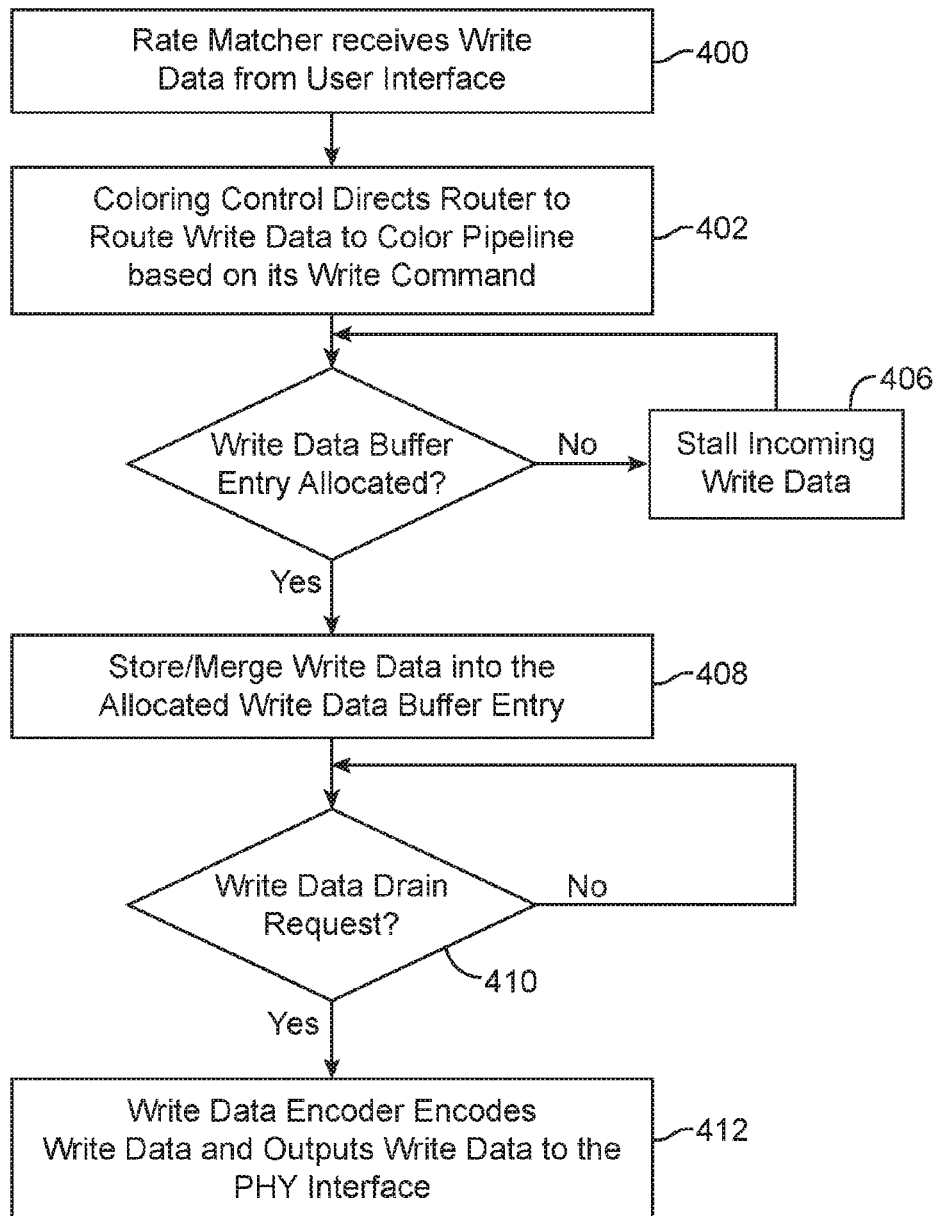 Rate Matcher receives Write
Data from User Interface
400
Coloring Control Directs Router to
Route Write Data to Color Pipeline
based on its Write Command
402
406
Write Data Buffer
Entry Allocated?
No
Stall Incoming
Write Data
Yes
Store/Merge Write Data into the
Allocated Write Data Buffer Entry
408
Write Data Drain
Request?
No
410
Yes
Write Data Encoder Encodes
Write Data and Outputs Write Data to the
PHY Interface
412